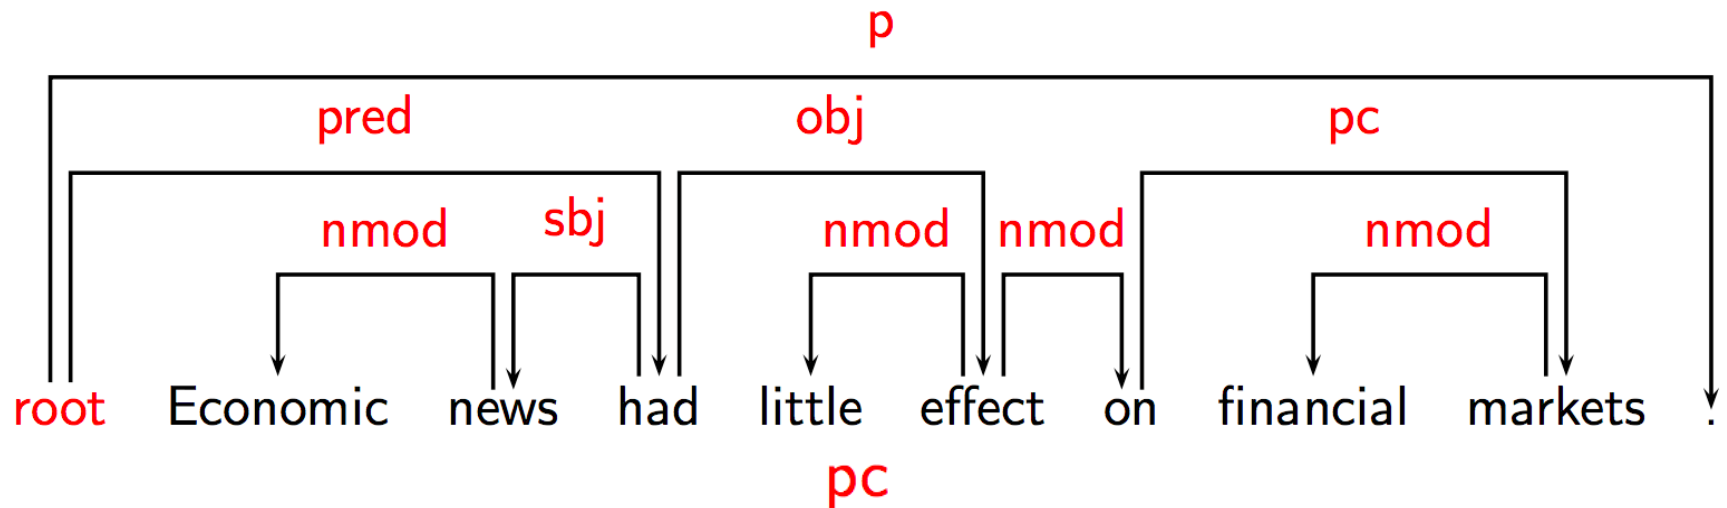 p
pred obj pc
nmod sbj nmod nmod nmod
root Economic news had little effect on financial markets .
pc